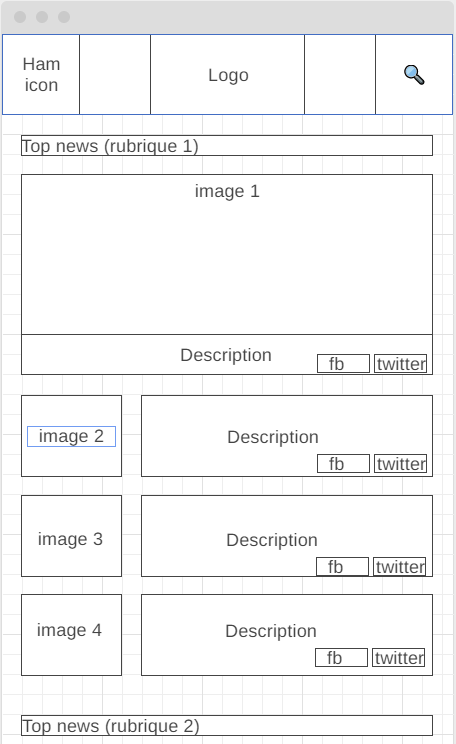 Ham
icon
Logo
Top news (rubrique 1)
image 1
Description
fb
twitter
image 2
Description
fb
twitter
image 3
Description
fb
twitter
image 4
Description
fb
twitter
Top news (rubrique 2)